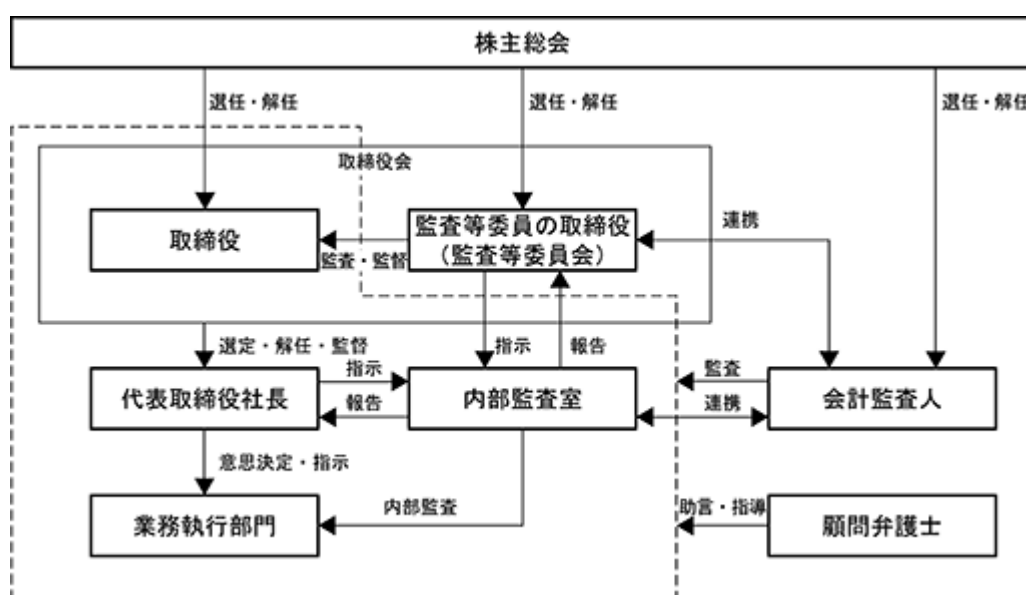 株主総会
選任・解任
選任・解任
選任・解任
取締役会
取締役
監査・監督
監査等委員の取締役
（監査等委員会）
連携
選定・解任・監督
指示
報告
代表取締役社長
指示
報告
内部監査室
監査
連携
会計監査人
意思決定・指示
業務執行部門
内部監査
助言・指導
顧問弁護士